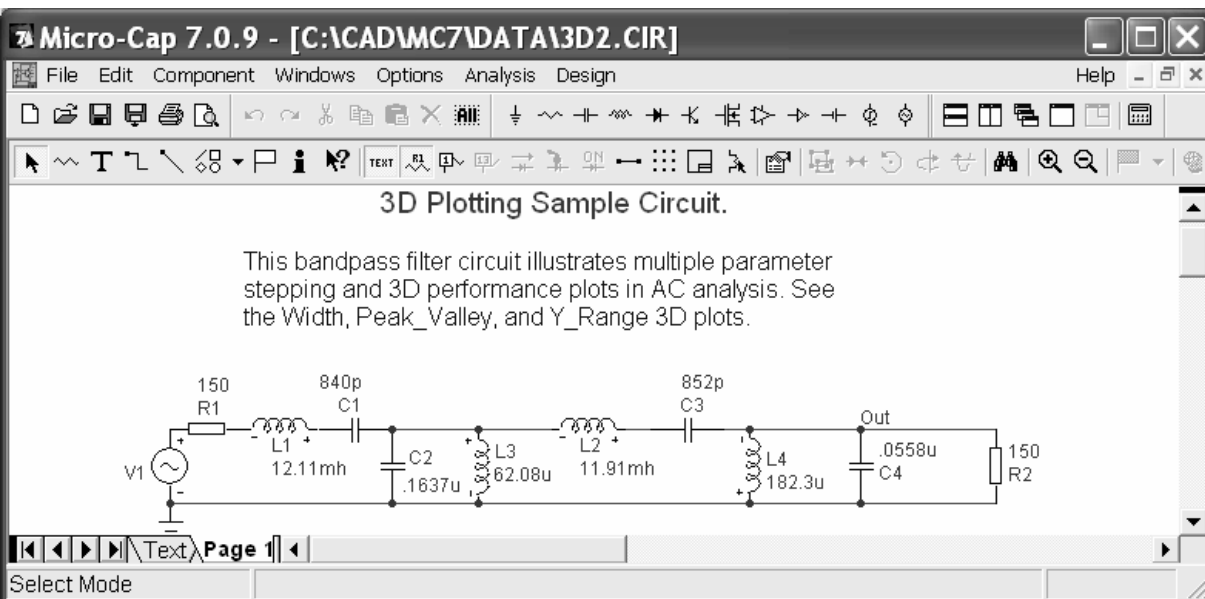 Micro-Cap 7.0.9 - [C:\CAD\MC7\DATA\3D2.CIR]
File Edit Component Windows Options Analysis Design Help
3D Plotting Sample Circuit.
This bandpass filter circuit illustrates multiple parameter
stepping and 3D performance plots in AC analysis. See
the Width, Peak_Valley, and Y_Range 3D plots.
150
R1
840p
C1
852p
C3
Out
L1
12.11mh
C2
.1637u
L3
62.08u
L2
11.91mh
L4
182.3u
.0558u
C4
150
R2
V1
Text Page 1
Select Mode